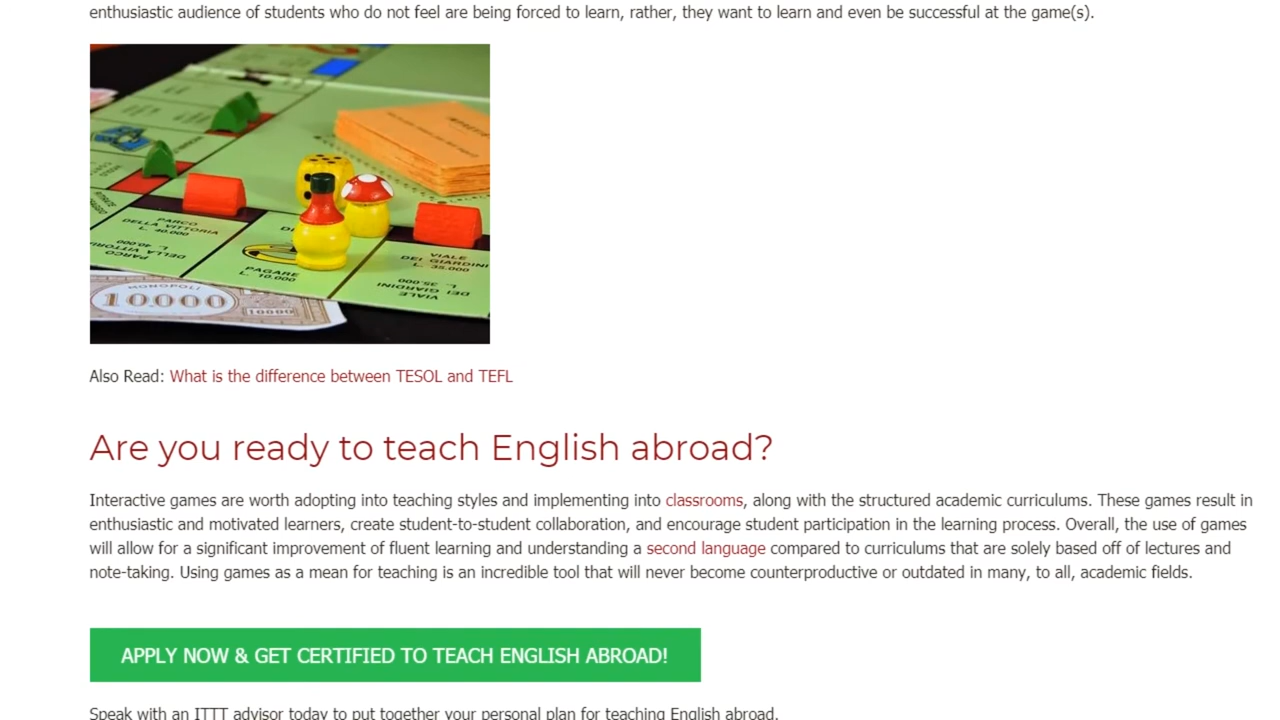 enthusiastic audience of students who do not feel are being forced to learn, rather, they want to learn and even be successful at the game(s).
PARCO
DELLA VITTORIA
L. 40.000
PAGARE
L. 10.000
VIALE
DEI GIARDINI
L. 35.000
MONOPOLI
10.000
10000
Also Read: What is the difference between TESOL and TEFL
Are you ready to teach English abroad?
Interactive games are worth adopting into teaching styles and implementing into classrooms, along with the structured academic curriculums. These games result in
enthusiastic and motivated learners, create student-to-student collaboration, and encourage student participation in the learning process. Overall, the use of games
will allow for a significant improvement of fluent learning and understanding a second language compared to curriculums that are solely based off of lectures and
note-taking. Using games as a mean for teaching is an incredible tool that will never become counterproductive or outdated in many, to all, academic fields.
APPLY NOW & GET CERTIFIED TO TEACH ENGLISH ABROAD!
Speak with an ITTT advisor today to put together your personal plan for teaching English abroad.